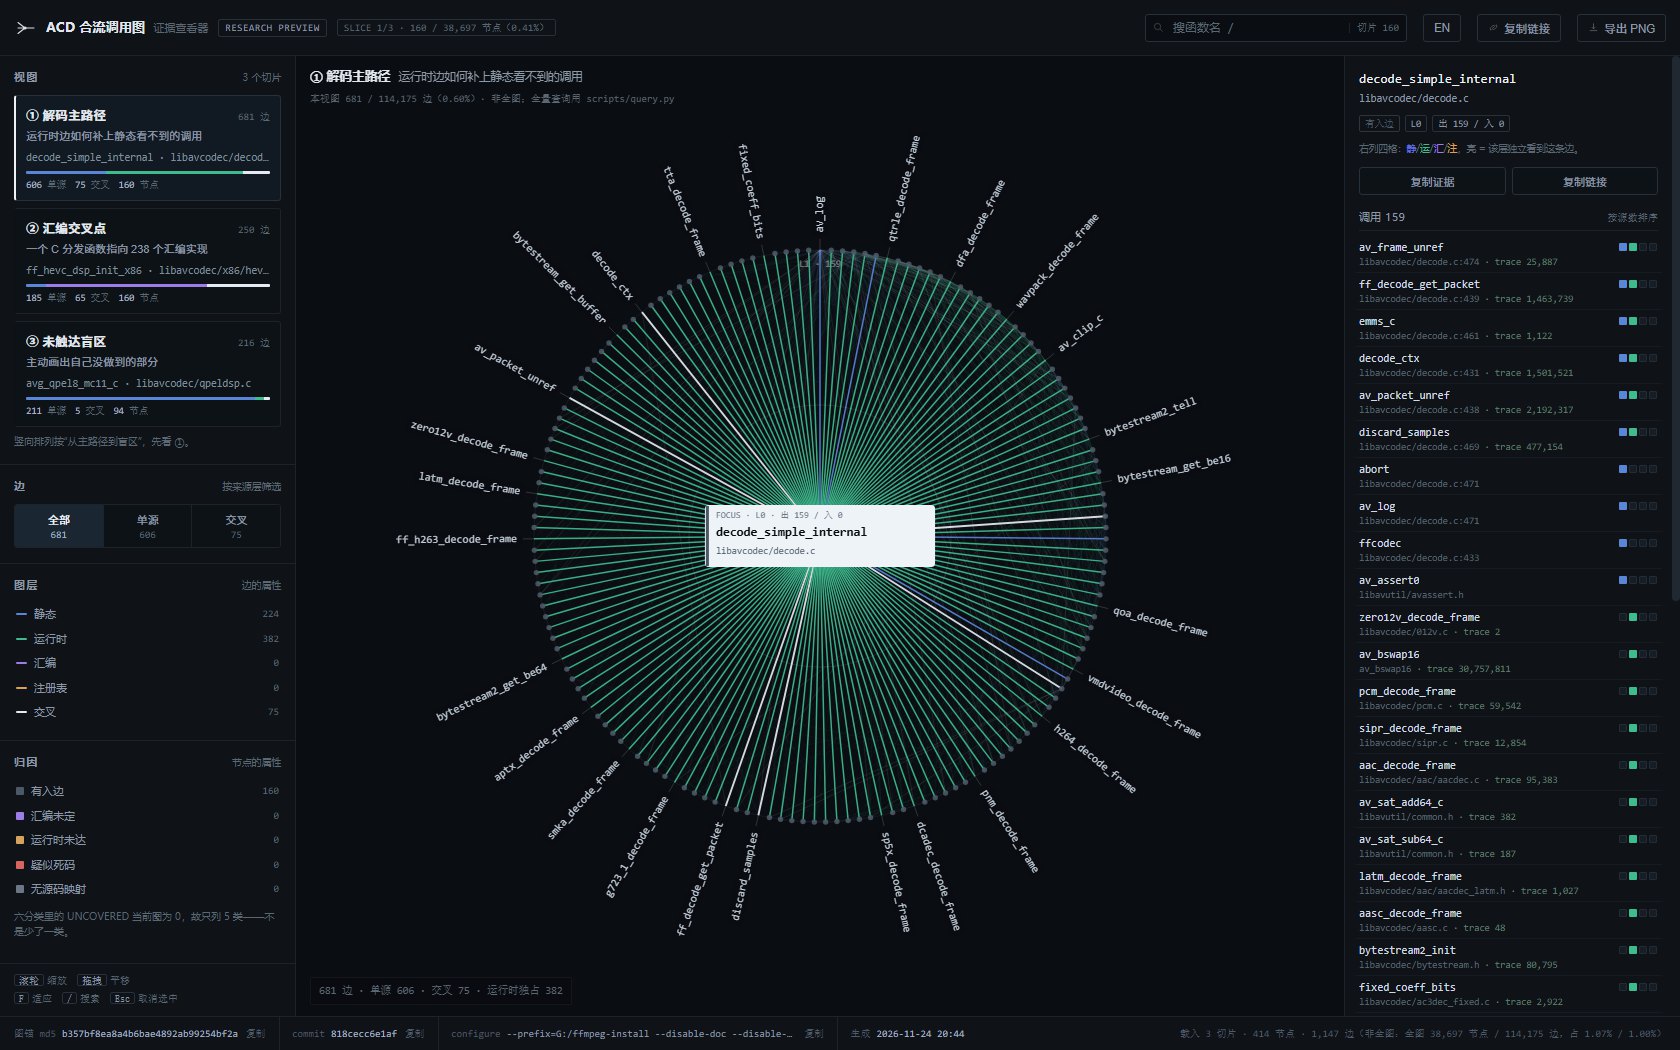 ACD 合流调用图 证据查看器 RESEARCH PREVIEW SLICE 1/3 · 160 / 38,697 节点 (0.41%)
搜函数名 / 切片 160 EN 复制链接 导出 PNG
视图 3 个切片
① 解码主路径 681 边
运行时边如何补上静态看不到的调用
decode_simple_internal · libavcodec/decod…
606 单源 75 交叉 160 节点
② 汇编交叉点 250 边
一个 C 分发函数指向 238 个汇编实现
ff_hevc_dsp_init_x86 · libavcodec/x86/hev…
185 单源 65 交叉 160 节点
③ 未触达盲区 216 边
主动画出自己没做到的部分
avg_qpel8_mc11_c · libavcodec/qpeldsp.c
211 单源 5 交叉 94 节点
竖向排列按“从主路径到盲区”，先看 ①。
边 按来源层筛选
全部 单源 交叉
681 606 75
图层 边的属性
静态 224
运行时 382
汇编 0
注册表 0
交叉 75
归因 节点的属性
有入边 160
汇编未定 0
运行时未达 0
疑似死码 0
无源码映射 0
六分类里的 UNCOVERED 当前图为 0，故只列 5 类——不
是少了一类。
滚轮 缩放 拖拽 平移
F 适应 / 搜索 Esc 取消选中
① 解码主路径 运行时边如何补上静态看不到的调用
本视图 681 / 114,175 边 (0.60%) · 非全图；全量查询用 scripts/query.py
av_log
qtrle_decode_frame
dfa_decode_frame
wavpack_decode_frame
av_clip_c
bytestream2_tell
bytestream_get_be16
qoa_decode_frame
vmdvideo_decode_frame
h264_decode_frame
pnm_decode_frame
dcadec_decode_frame
sp5x_decode_frame
discard_samples
ff_decode_get_packet
g723_1_decode_frame
smka_decode_frame
aptx_decode_frame
bytestream2_get_be64
ff_h263_decode_frame
latm_decode_frame
zero12v_decode_frame
av_packet_unref
bytestream_get_buffer
decode_ctx
tta_decode_frame
fixed_coeff_bits
L1 · 159
FOCUS · L0 · 出 159 / 入 0
decode_simple_internal
libavcodec/decode.c
681 边 · 单源 606 · 交叉 75 · 运行时独占 382
decode_simple_internal
libavcodec/decode.c
有入边 L0 出 159 / 入 0
右列四格：静/运/汇/注，亮 = 该层独立看到这条边。
复制证据 复制链接
调用 159 按源数排序
av_frame_unref
libavcodec/decode.c:474 · trace 25,887
ff_decode_get_packet
libavcodec/decode.c:439 · trace 1,463,739
emms_c
libavcodec/decode.c:461 · trace 1,122
decode_ctx
libavcodec/decode.c:431 · trace 1,501,521
av_packet_unref
libavcodec/decode.c:438 · trace 2,192,317
discard_samples
libavcodec/decode.c:469 · trace 477,154
abort
libavcodec/decode.c:471
av_log
libavcodec/decode.c:471
ffcodec
libavcodec/decode.c:433
av_assert0
libavutil/avassert.h
zero12v_decode_frame
libavcodec/012v.c · trace 2
av_bswap16
av_bswap16 · trace 30,757,811
pcm_decode_frame
libavcodec/pcm.c · trace 59,542
sipr_decode_frame
libavcodec/sipr.c · trace 12,854
aac_decode_frame
libavcodec/aac/aacdec.c · trace 95,383
av_sat_add64_c
libavutil/common.h · trace 382
av_sat_sub64_c
libavutil/common.h · trace 187
latm_decode_frame
libavcodec/aac/aacdec_latm.h · trace 1,027
aasc_decode_frame
libavcodec/aasc.c · trace 48
bytestream2_init
libavcodec/bytestream.h · trace 80,795
fixed_coeff_bits
libavcodec/ac3dec_fixed.c · trace 2,922
图错 md5 b357bf8ea8a4b6bae4892ab99254bf2a 复制 commit 818cecc6e1af 复制 configure --prefix=G:/ffmpeg-install --disable-doc --disable-… 复制 生成 2026-11-24 20:44 载入 3 切片 · 414 节点 · 1,147 边 (非全图：全图 38,697 节点 / 114,175 边，占 1.07% / 1.00%)